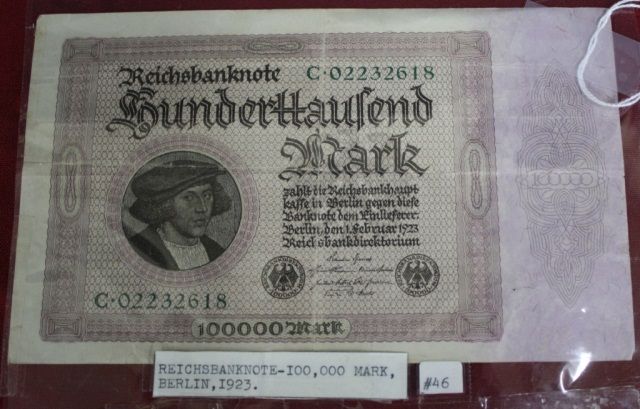 Reichsbanknote C·02232618
Hunderttausend
Mark
zahlt die Reichsbankhaupt
kasse in Berlin gegen diese
Banknote dem Einlieferer.
Berlin, den 1. Februar 1923
Reichsbankdirektorium
C·02232618
100000 Mark
100000
REICHSBANKNOTE-100,000 MARK,
BERLIN, 1923.
#46